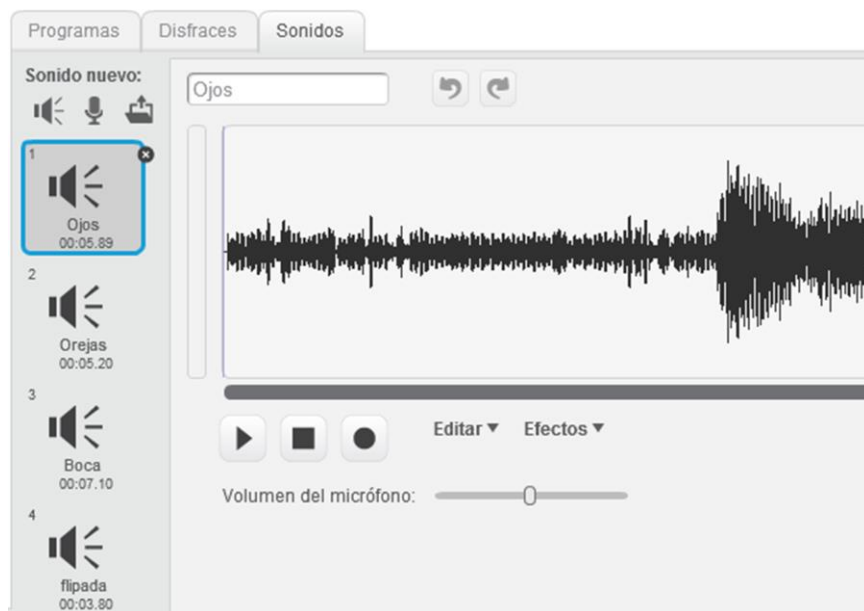 Programas
Disfraces
Sonidos
Sonido nuevo:
Ojos
1
Ojos
00:05.89
2
Orejas
00:05.20
3
Boca
00:07.10
4
flipada
00:03.80
Editar
Efectos
Volumen del micrófono: